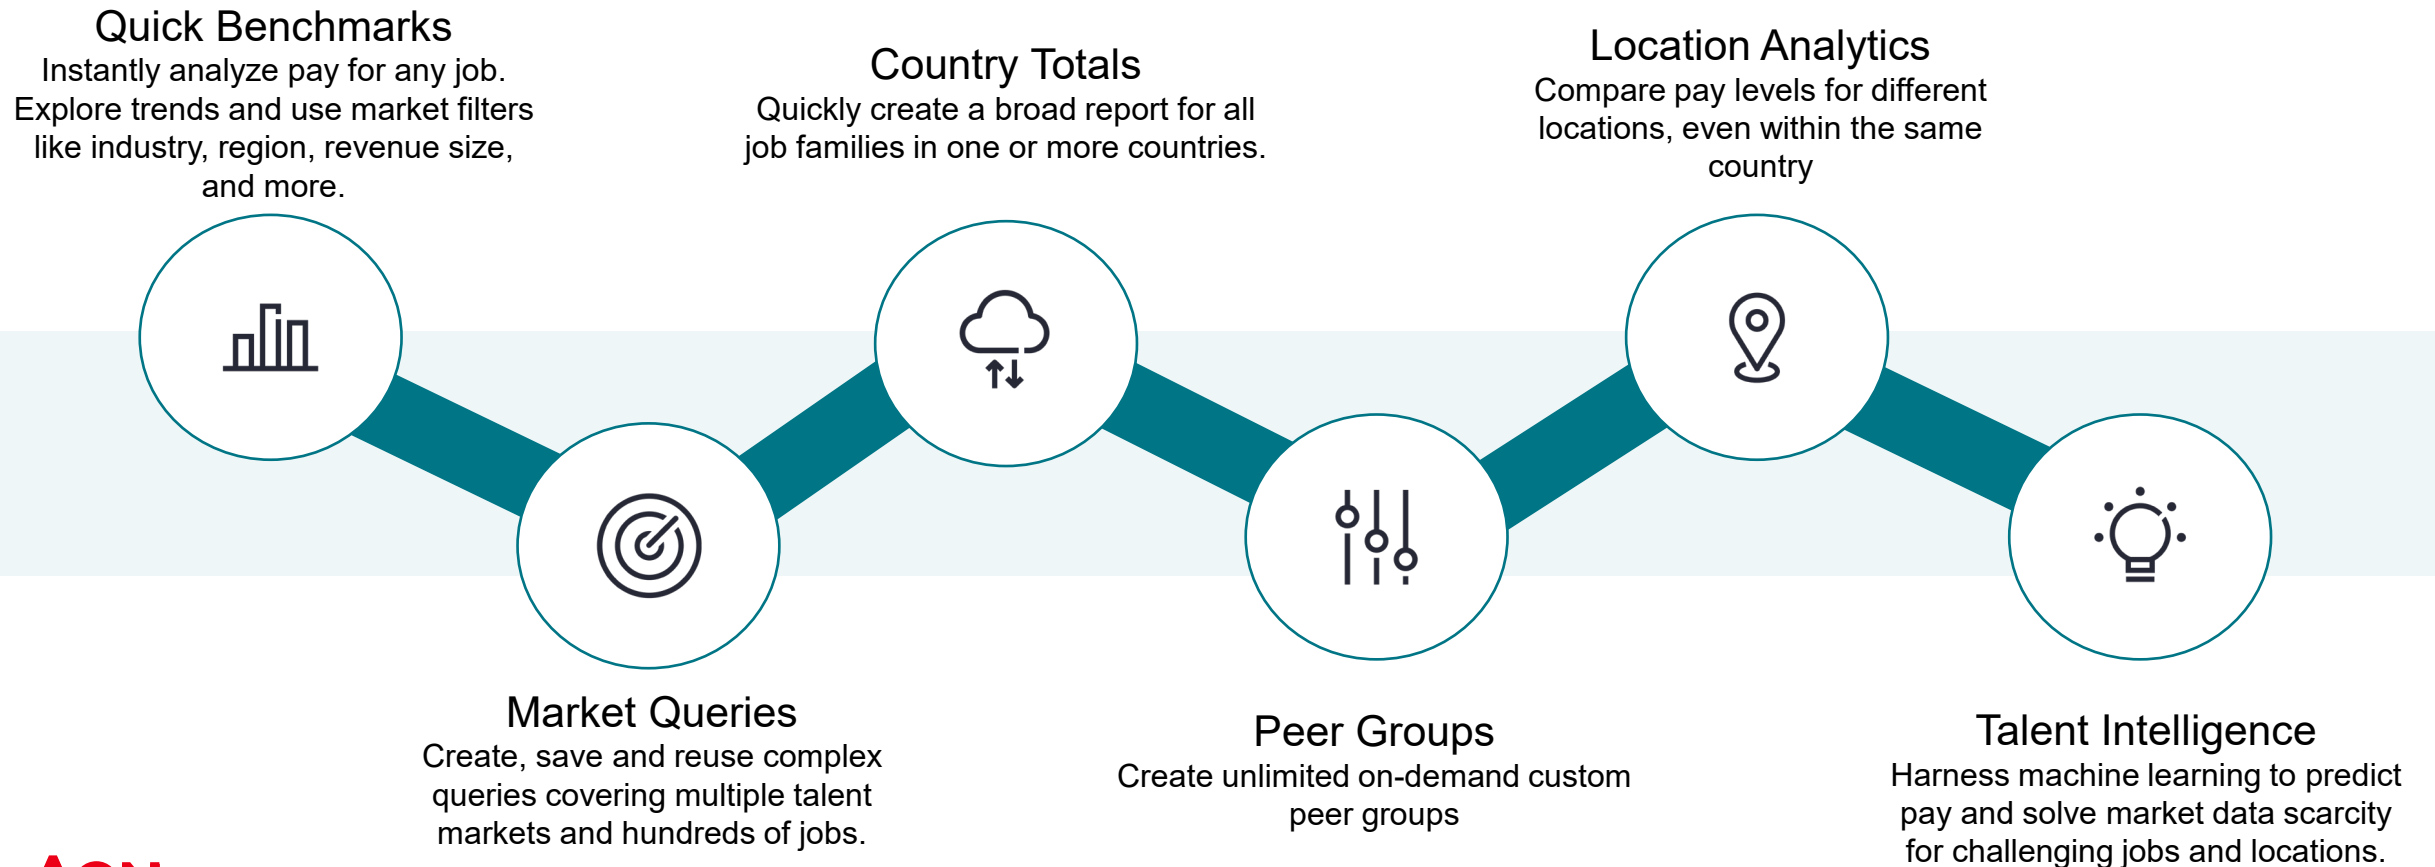 Quick Benchmarks
Instantly analyze pay for any job.
Explore trends and use market filters
like industry, region, revenue size,
and more.
Market Queries
Create, save and reuse complex
queries covering multiple talent
markets and hundreds of jobs.
Country Totals
Quickly create a broad report for all
job families in one or more countries.
Peer Groups
Create unlimited on-demand custom
peer groups
Location Analytics
Compare pay levels for different
locations, even within the same
country
Talent Intelligence
Harness machine learning to predict
pay and solve market data scarcity
for challenging jobs and locations.
AON